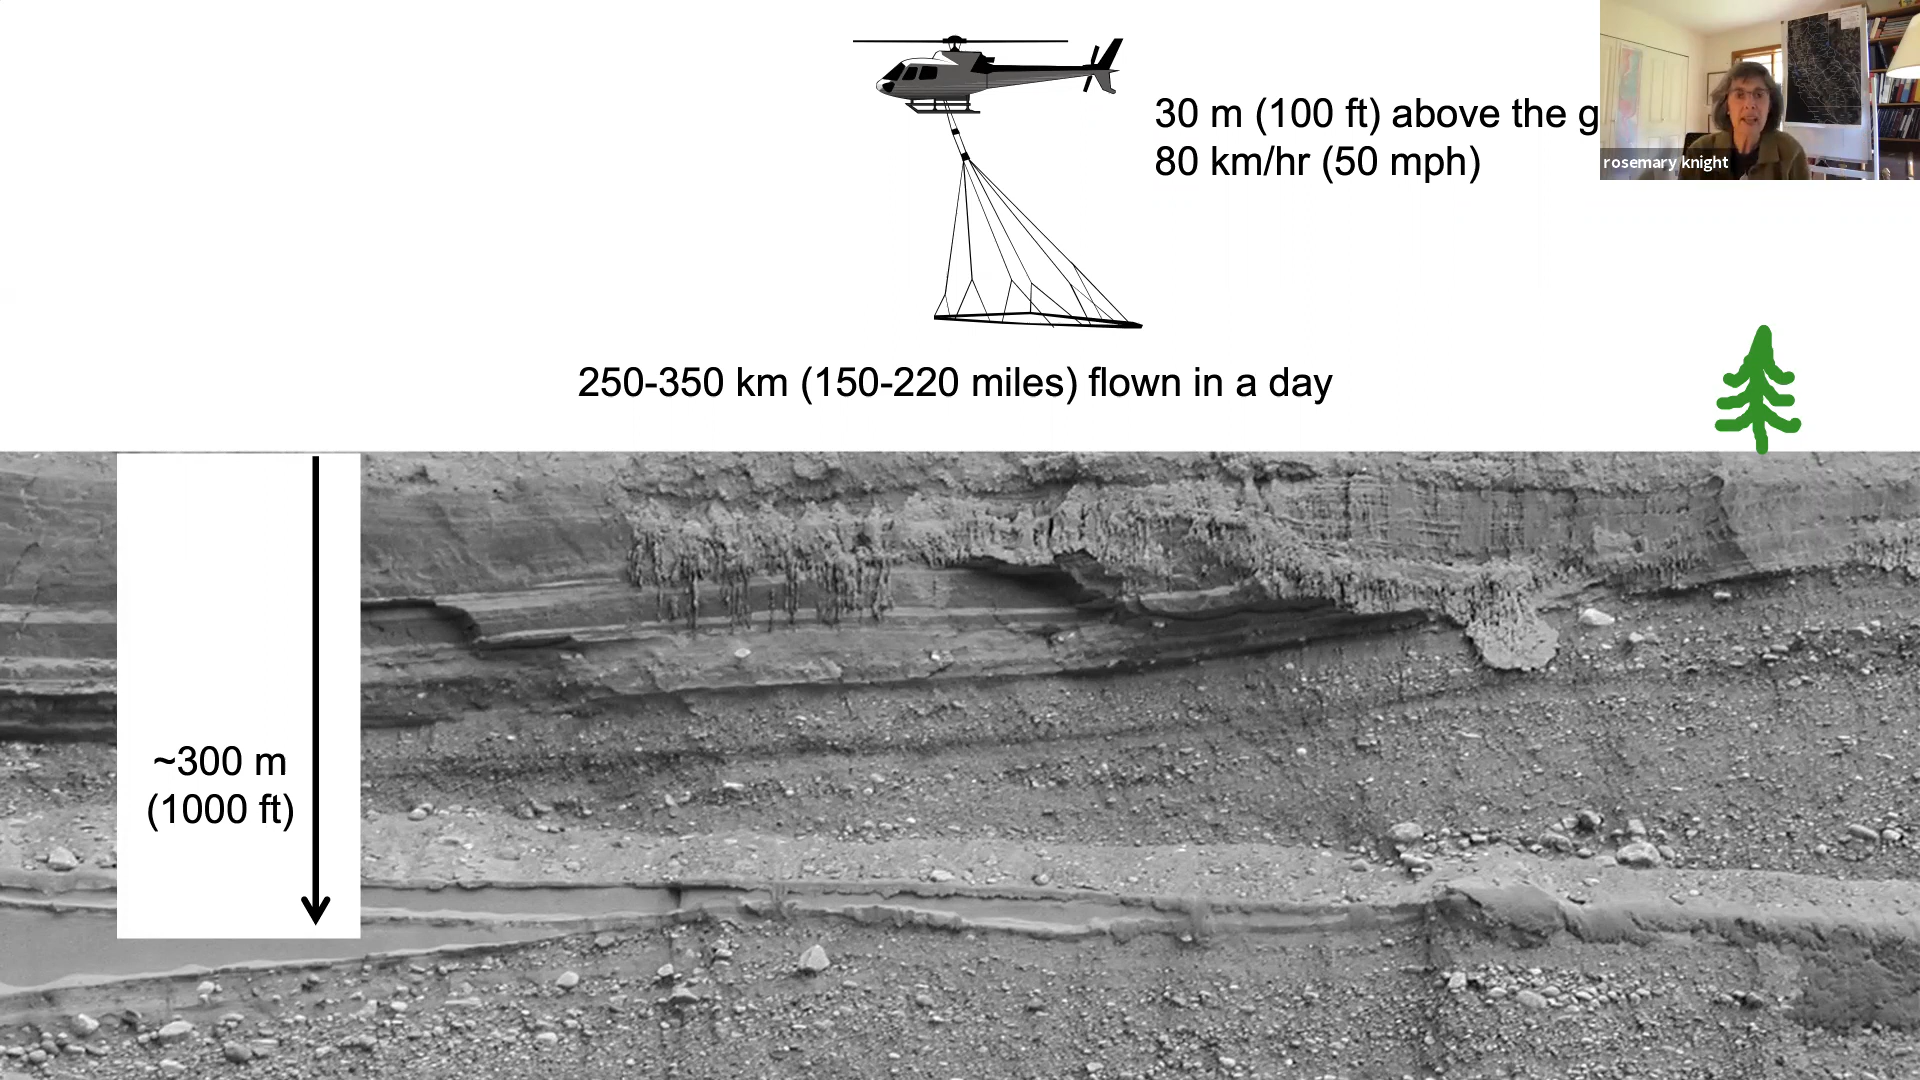 30 m (100 ft) above the g
80 km/hr (50 mph)
rosemary knight
250-350 km (150-220 miles) flown in a day
~300 m
(1000 ft)